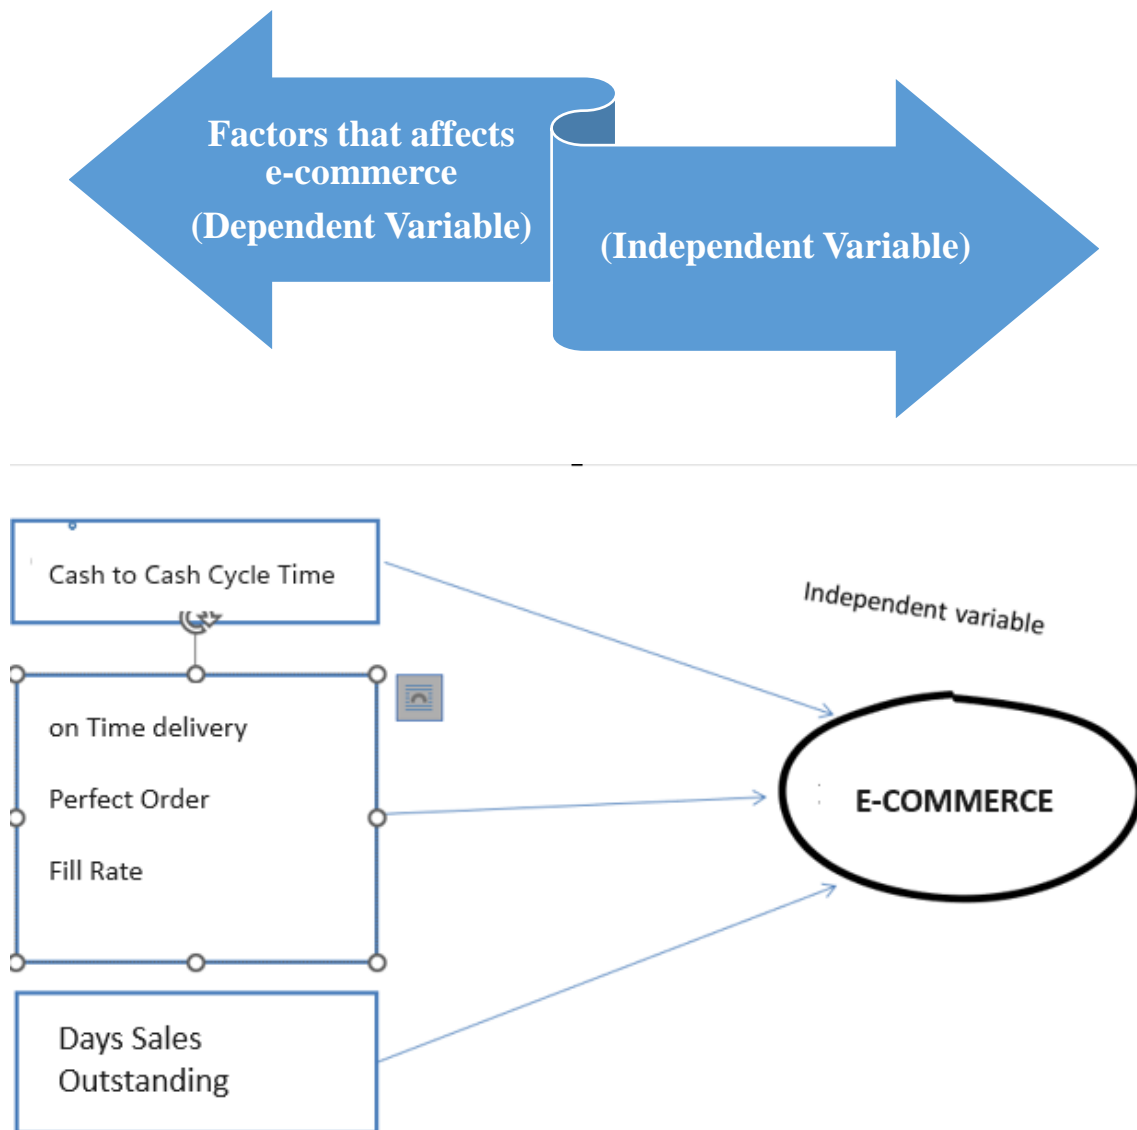 Factors that affects
e-commerce
(Dependent Variable)
(Independent Variable)
Cash to Cash Cycle Time
Independent variable
on Time delivery
Perfect Order
Fill Rate
E-COMMERCE
Days Sales
Outstanding